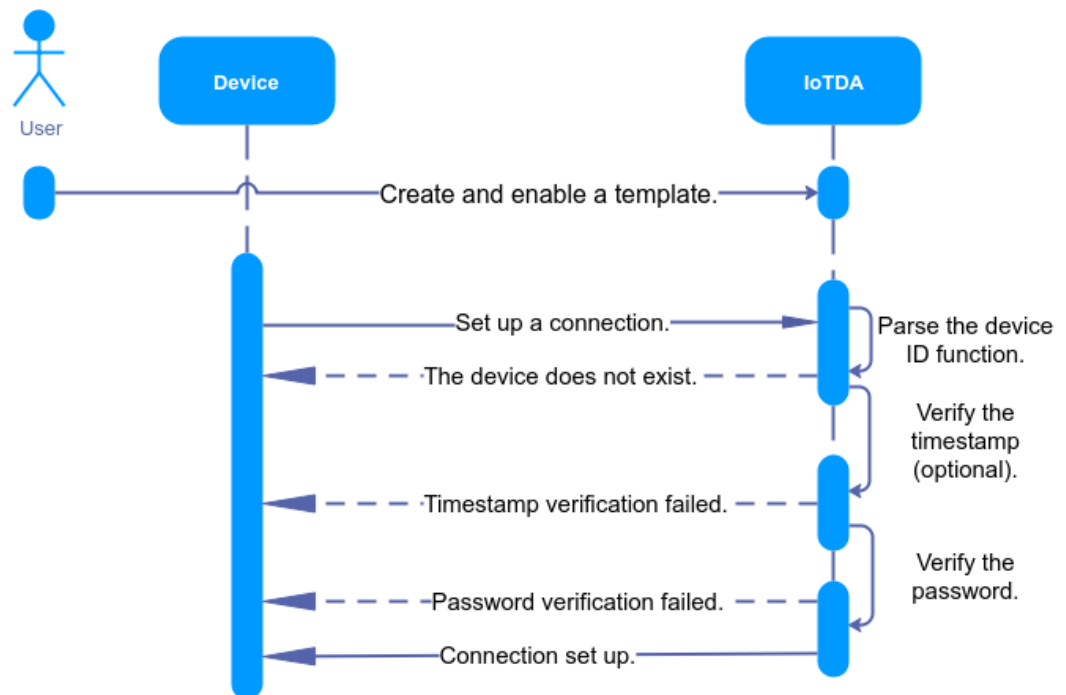 User
Device
IoTDA
Create and enable a template.
Set up a connection.
Parse the device
ID function.
The device does not exist.
Verify the
timestamp
(optional).
Timestamp verification failed.
Verify the
password.
Password verification failed.
Connection set up.